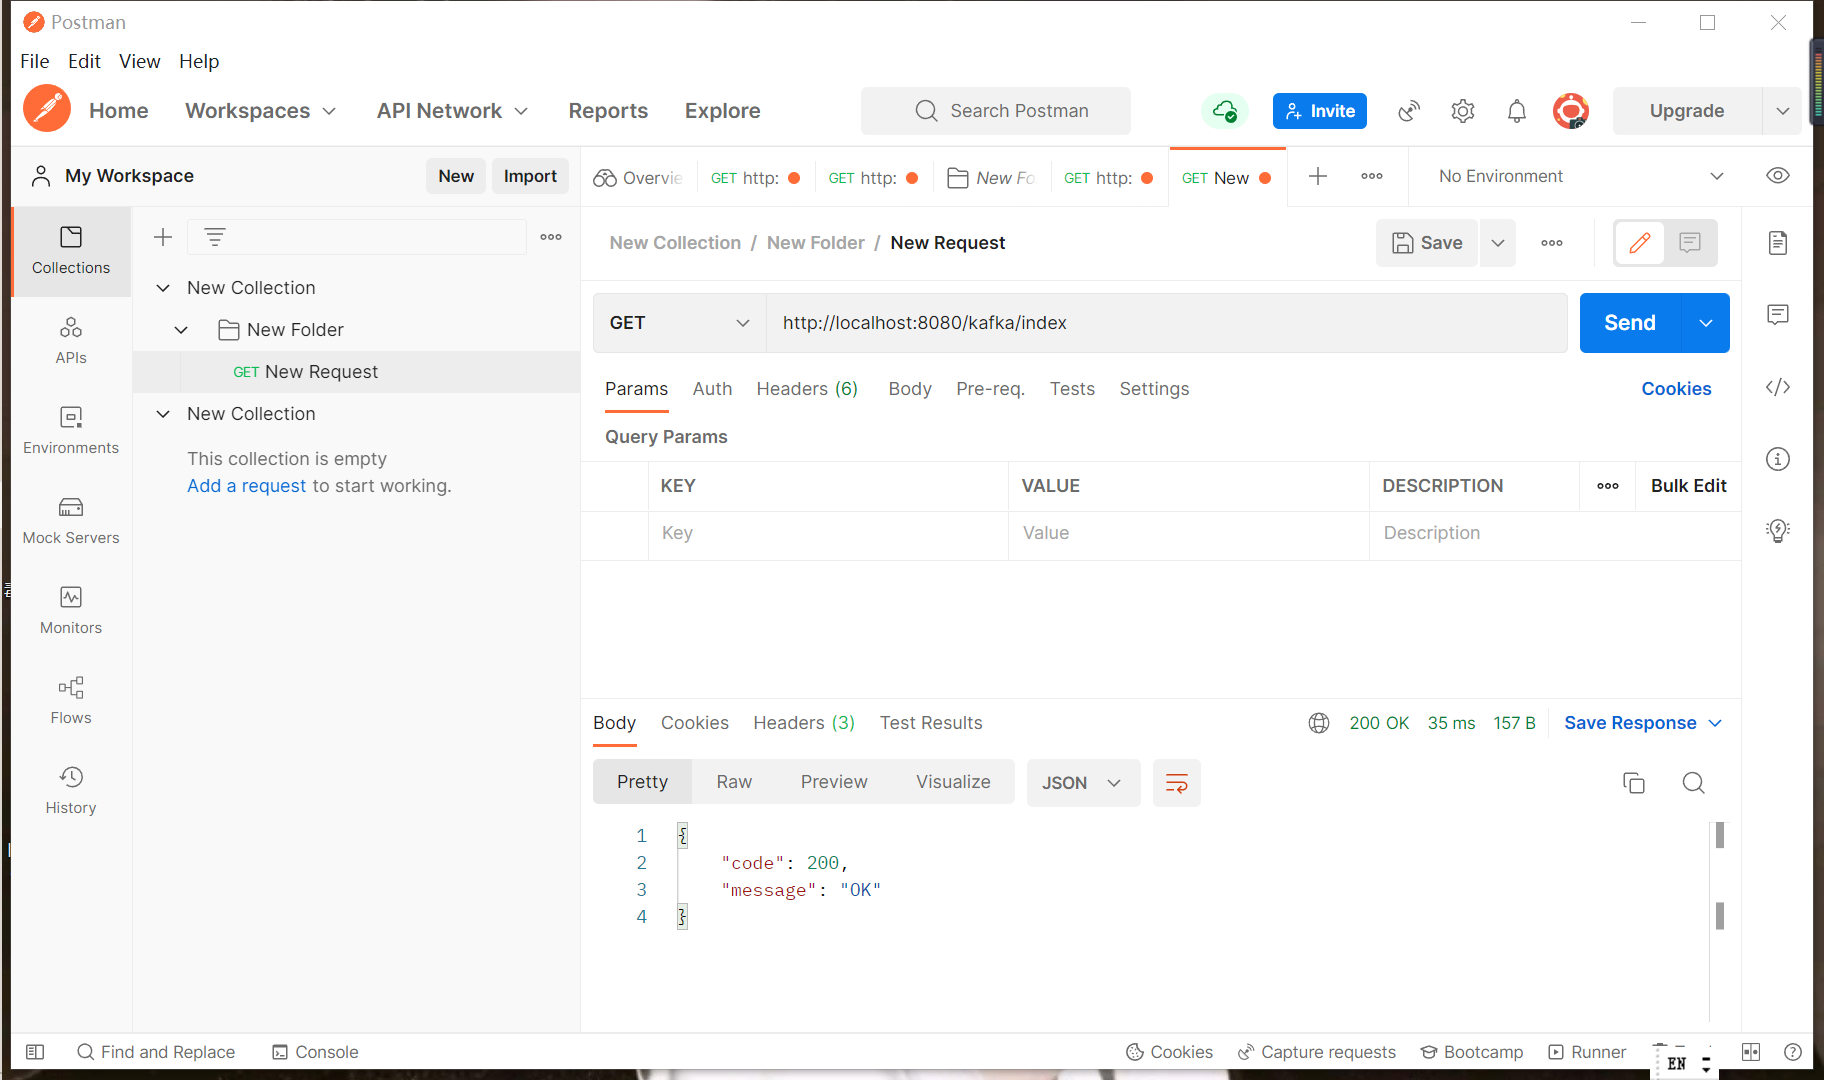 Postman
File Edit View Help
Home Workspaces API Network Reports Explore Search Postman Invite Upgrade
My Workspace New Import
Overvie GET http: GET http: New Fo GET http: GET New No Environment
Collections
APIs
Environments
Mock Servers
Monitors
Flows
History
New Collection
New Folder
GET New Request
New Collection
This collection is empty
Add a request to start working.
New Collection / New Folder / New Request Save
GET http://localhost:8080/kafka/index Send
Params Auth Headers (6) Body Pre-req. Tests Settings Cookies
Query Params
KEY VALUE DESCRIPTION Bulk Edit
Key Value Description
Body Cookies Headers (3) Test Results 200 OK 35 ms 157 B Save Response
Pretty Raw Preview Visualize JSON
1 {
2 "code": 200,
3 "message": "OK"
4 }
Find and Replace Console Cookies Capture requests Bootcamp Runner
EN